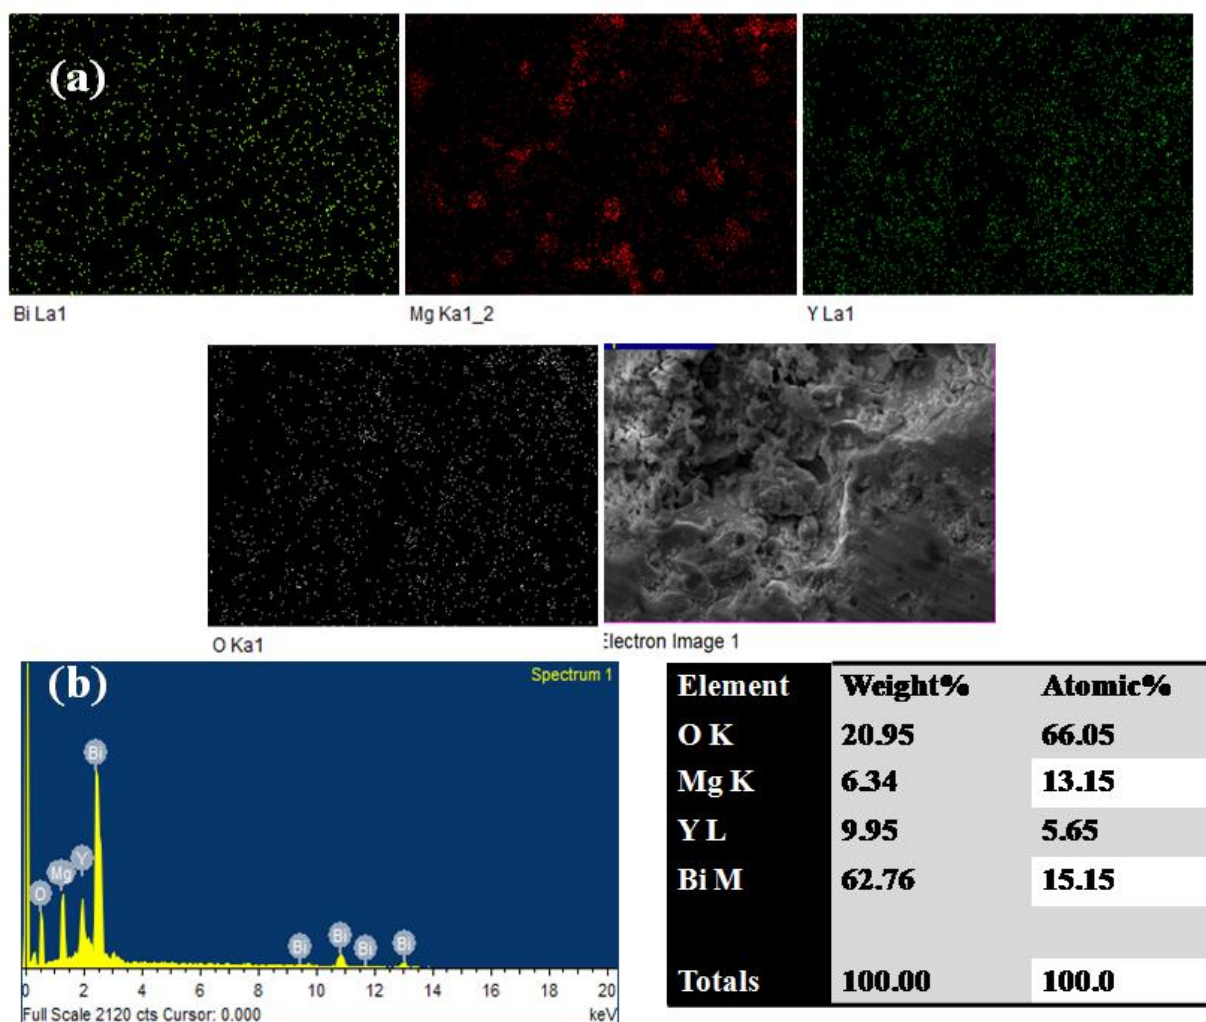 (a)
Bi La1
Mg Ka1_2
Y La1
O Ka1
Electron Image 1
(b)
Spectrum 1
O
Mg
Y
Bi
Bi
Bi
Bi
Bi
0 2 4 6 8 10 12 14 16 18 20
Full Scale 2120 cts Cursor: 0.000 keV
Element Weight% Atomic%
O K 20.95 66.05
Mg K 6.34 13.15
Y L 9.95 5.65
Bi M 62.76 15.15
Totals 100.00 100.0